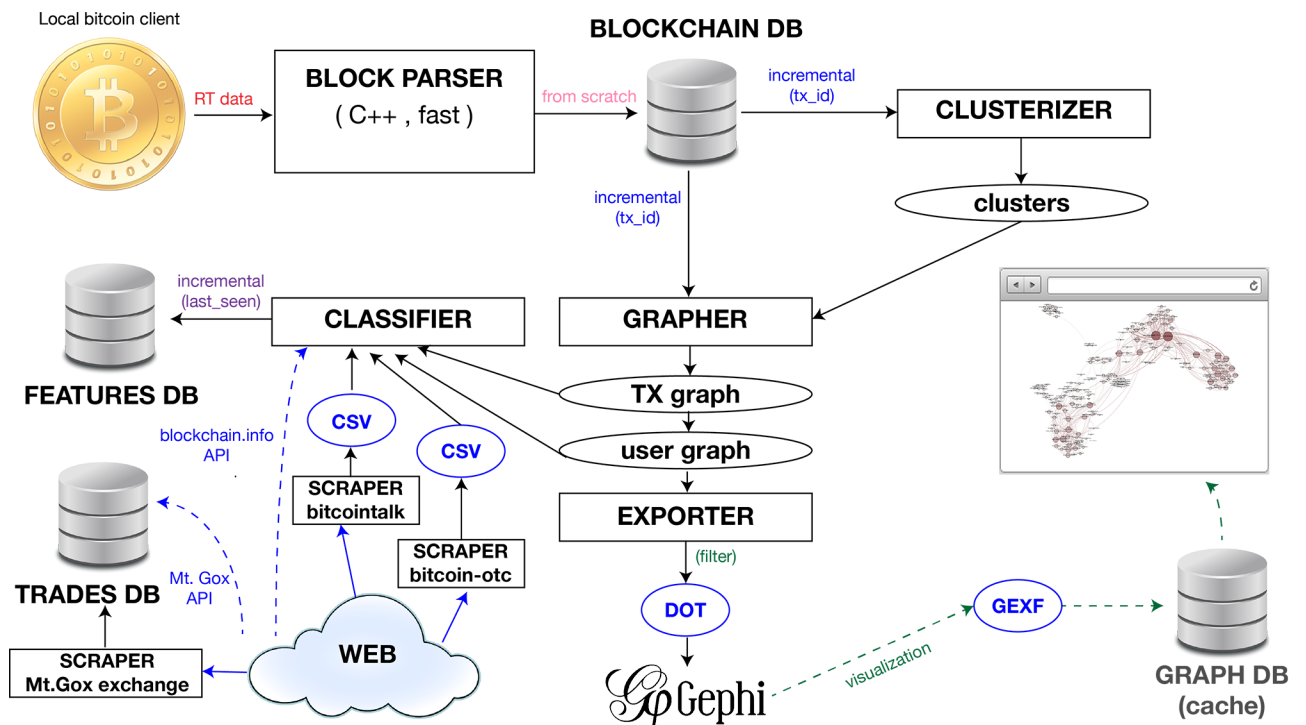 Local bitcoin client
BLOCKCHAIN DB
RT data
BLOCK PARSER
( C++ , fast )
from scratch
incremental
(tx_id)
CLUSTERIZER
clusters
incremental
(tx_id)
incremental
(last_seen)
CLASSIFIER
GRAPHER
FEATURES DB
TX graph
user graph
CSV
CSV
blockchain.info
API
SCRAPER
bitcointalk
EXPORTER
SCRAPER
bitcoin-otc
(filter)
Mt. Gox
API
TRADES DB
DOT
GEXF
WEB
SCRAPER
Mt.Gox exchange
visualization
Gephi
GRAPH DB
(cache)